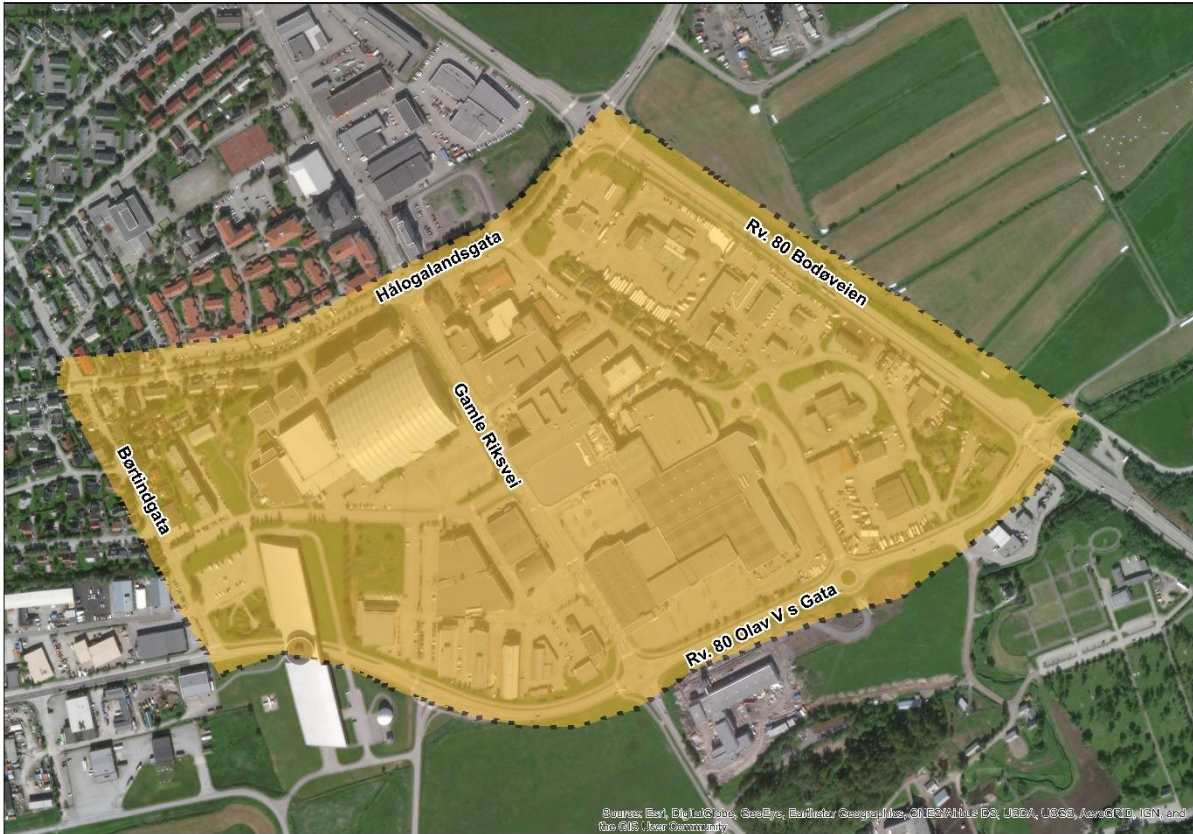 Hålogalandsgata
Rv. 80 Bodøveien
Gamle Riksvei
Børtindgata
Rv. 80 Olav V s Gata
Source: Esri, DigitalGlobe, GeoEye, Earthstar Geographics, CNES/Airbus DS, USDA, USGS, AeroGRID, IGN, and
the GIS User Community